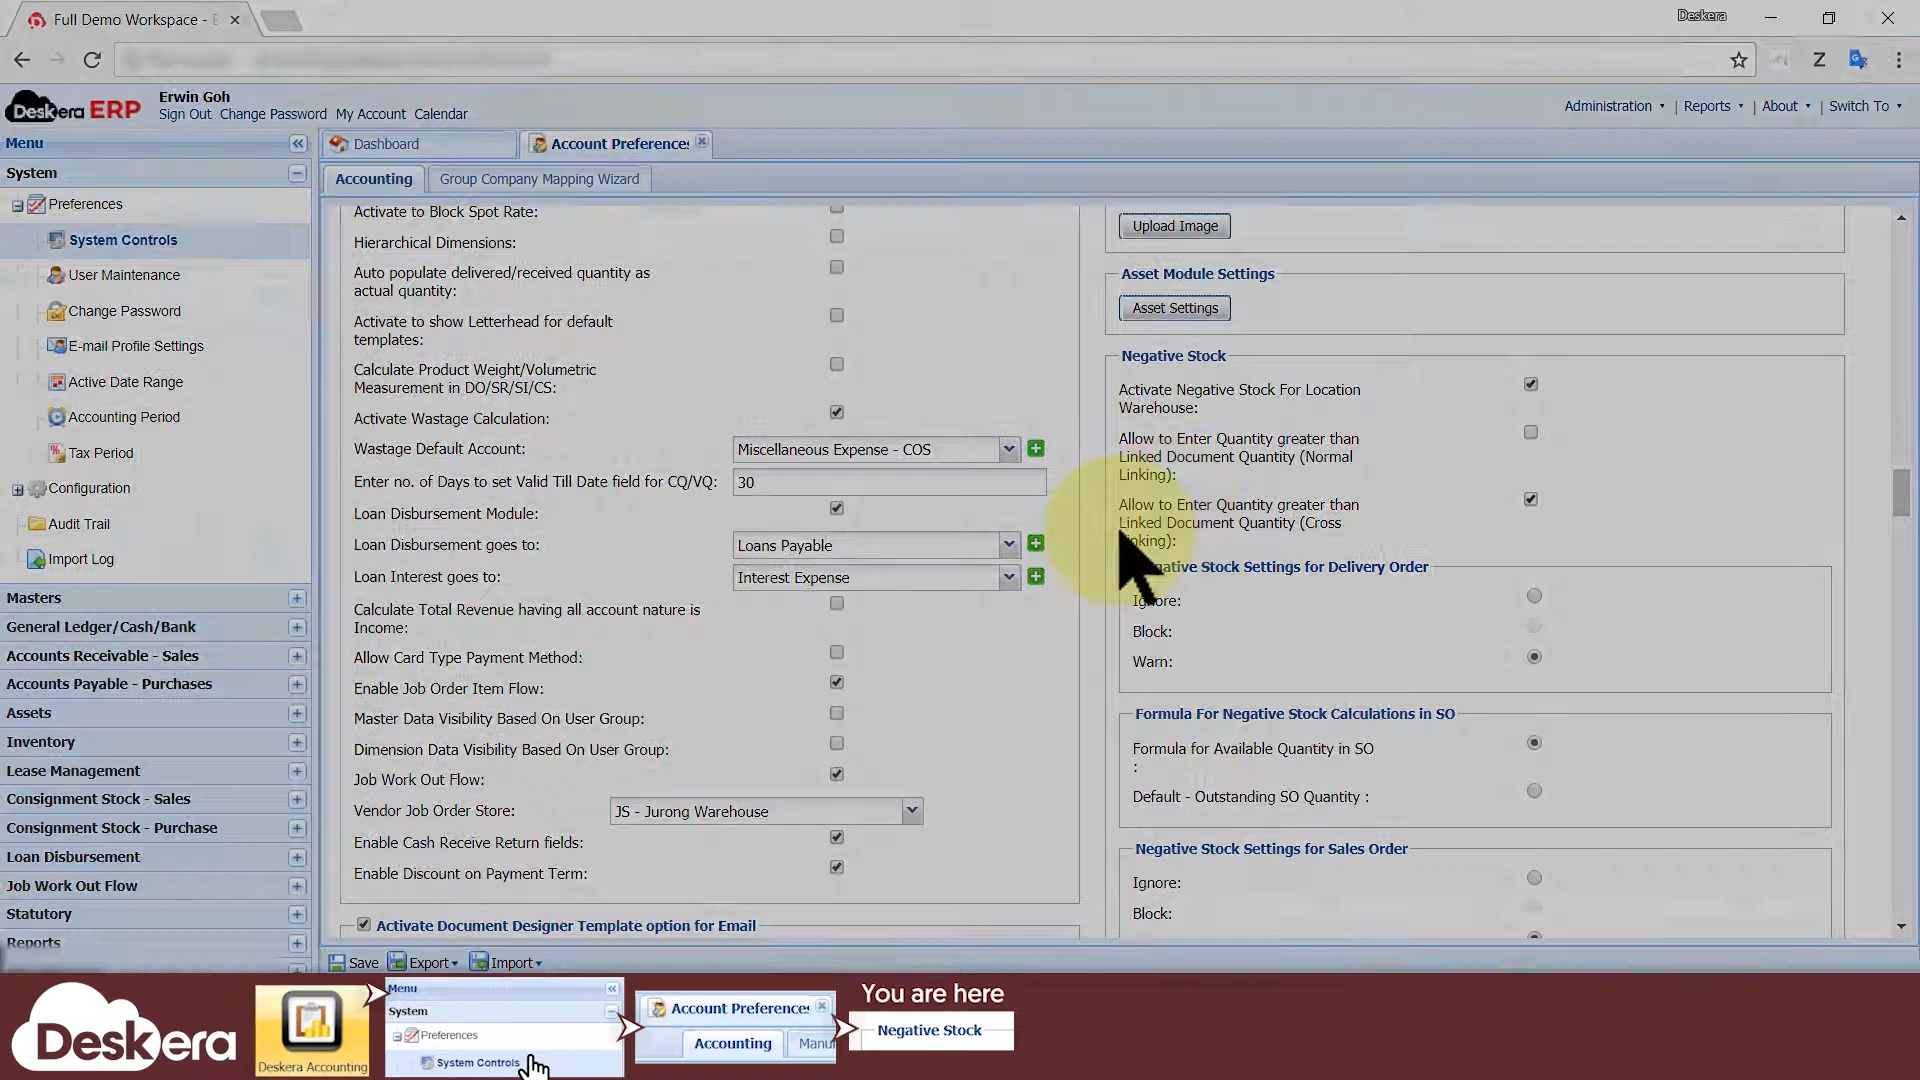 Full Demo Workspace - E
Deskera
Z
Deskera ERP
Erwin Goh
Sign Out Change Password My Account Calendar
Administration | Reports | About | Switch To
Menu
System
Preferences
System Controls
User Maintenance
Change Password
E-mail Profile Settings
Active Date Range
Accounting Period
Tax Period
Configuration
Audit Trail
Import Log
Masters
General Ledger/Cash/Bank
Accounts Receivable - Sales
Accounts Payable - Purchases
Assets
Inventory
Lease Management
Consignment Stock - Sales
Consignment Stock - Purchase
Loan Disbursement
Job Work Out Flow
Statutory
Reports
Dashboard
Account Preferences
Accounting
Group Company Mapping Wizard
Activate to Block Spot Rate:
Hierarchical Dimensions:
Auto populate delivered/received quantity as
actual quantity:
Activate to show Letterhead for default
templates:
Calculate Product Weight/Volumetric
Measurement in DO/SR/SI/CS:
Activate Wastage Calculation:
Wastage Default Account: Miscellaneous Expense - COS
Enter no. of Days to set Valid Till Date field for CQ/VQ: 30
Loan Disbursement Module:
Loan Disbursement goes to: Loans Payable
Loan Interest goes to: Interest Expense
Calculate Total Revenue having all account nature is
Income:
Allow Card Type Payment Method:
Enable Job Order Item Flow:
Master Data Visibility Based On User Group:
Dimension Data Visibility Based On User Group:
Job Work Out Flow:
Vendor Job Order Store: JS - Jurong Warehouse
Enable Cash Receive Return fields:
Enable Discount on Payment Term:
Activate Document Designer Template option for Email
Upload Image
Asset Module Settings
Asset Settings
Negative Stock
Activate Negative Stock For Location
Warehouse:
Allow to Enter Quantity greater than
Linked Document Quantity (Normal
Linking):
Allow to Enter Quantity greater than
Linked Document Quantity (Cross
Linking):
Negative Stock Settings for Delivery Order
Ignore:
Block:
Warn:
Formula For Negative Stock Calculations in SO
Formula for Available Quantity in SO
:
Default - Outstanding SO Quantity :
Negative Stock Settings for Sales Order
Ignore:
Block:
Save Export Import
Deskera
Deskera Accounting
Menu
System
Preferences
System Controls
Account Preferences
Accounting
Manu
You are here
Negative Stock